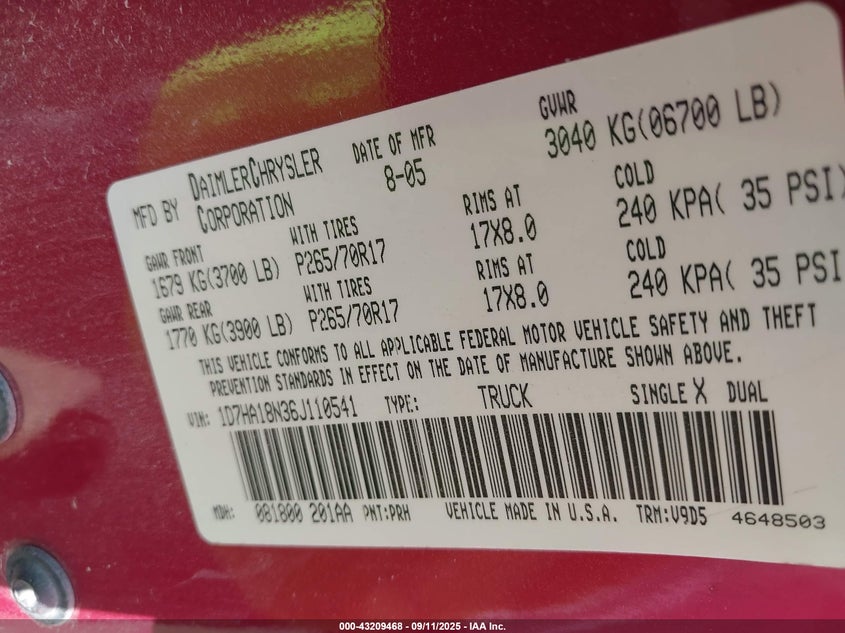 MFD BY DAIMLERCHRYSLER CORPORATION
DATE OF MFR 8-05
GVWR 3040 KG(06700 LB)
GAWR FRONT WITH TIRES RIMS AT COLD
1679 KG(3700 LB) P265/70R17 17X8.0 240 KPA( 35 PSI)
GAWR REAR WITH TIRES RIMS AT COLD
1770 KG(3900 LB) P265/70R17 17X8.0 240 KPA( 35 PSI
THIS VEHICLE CONFORMS TO ALL APPLICABLE FEDERAL MOTOR VEHICLE SAFETY AND THEFT
PREVENTION STANDARDS IN EFFECT ON THE DATE OF MANUFACTURE SHOWN ABOVE.
VIN: 1D7HA18N36J110541 TYPE: TRUCK SINGLE X DUAL
MDH: 081800 201AA PNT:PRH VEHICLE MADE IN U.S.A. TRM:V9D5 4648503
000-43209468 - 09/11/2025 - IAA Inc.